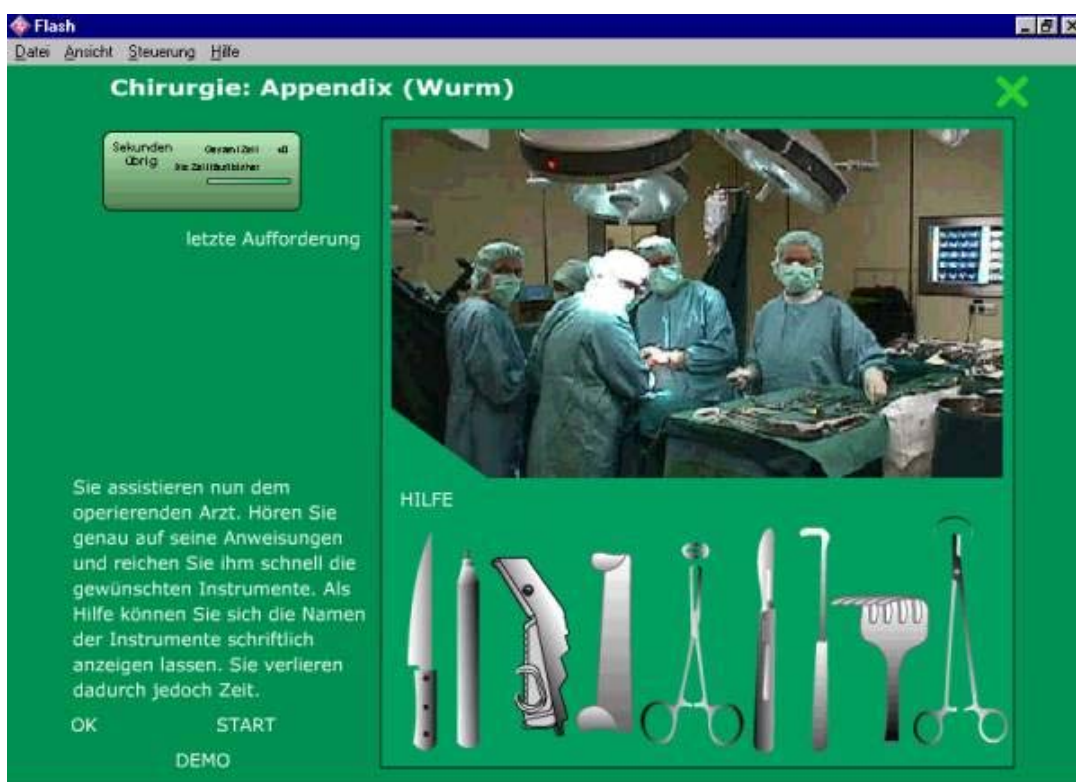 Flash
Datei Ansicht Steuerung Hilfe
Chirurgie: Appendix (Wurm)
Sekunden
übrig
letzte Aufforderung
Sie assistieren nun dem
operierenden Arzt. Hören Sie
genau auf seine Anweisungen
und reichen Sie ihm schnell die
gewünschten Instrumente. Als
Hilfe können Sie sich die Namen
der Instrumente schriftlich
anzeigen lassen. Sie verlieren
dadurch jedoch Zeit.
OK START
DEMO
HILFE